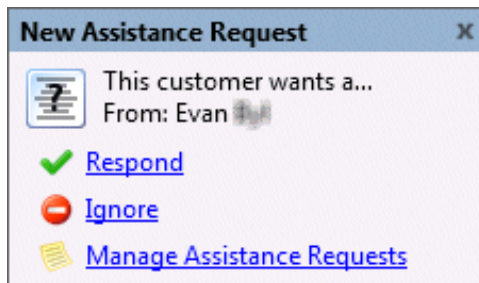 New Assistance Request
This customer wants a...
From: Evan
Respond
Ignore
Manage Assistance Requests